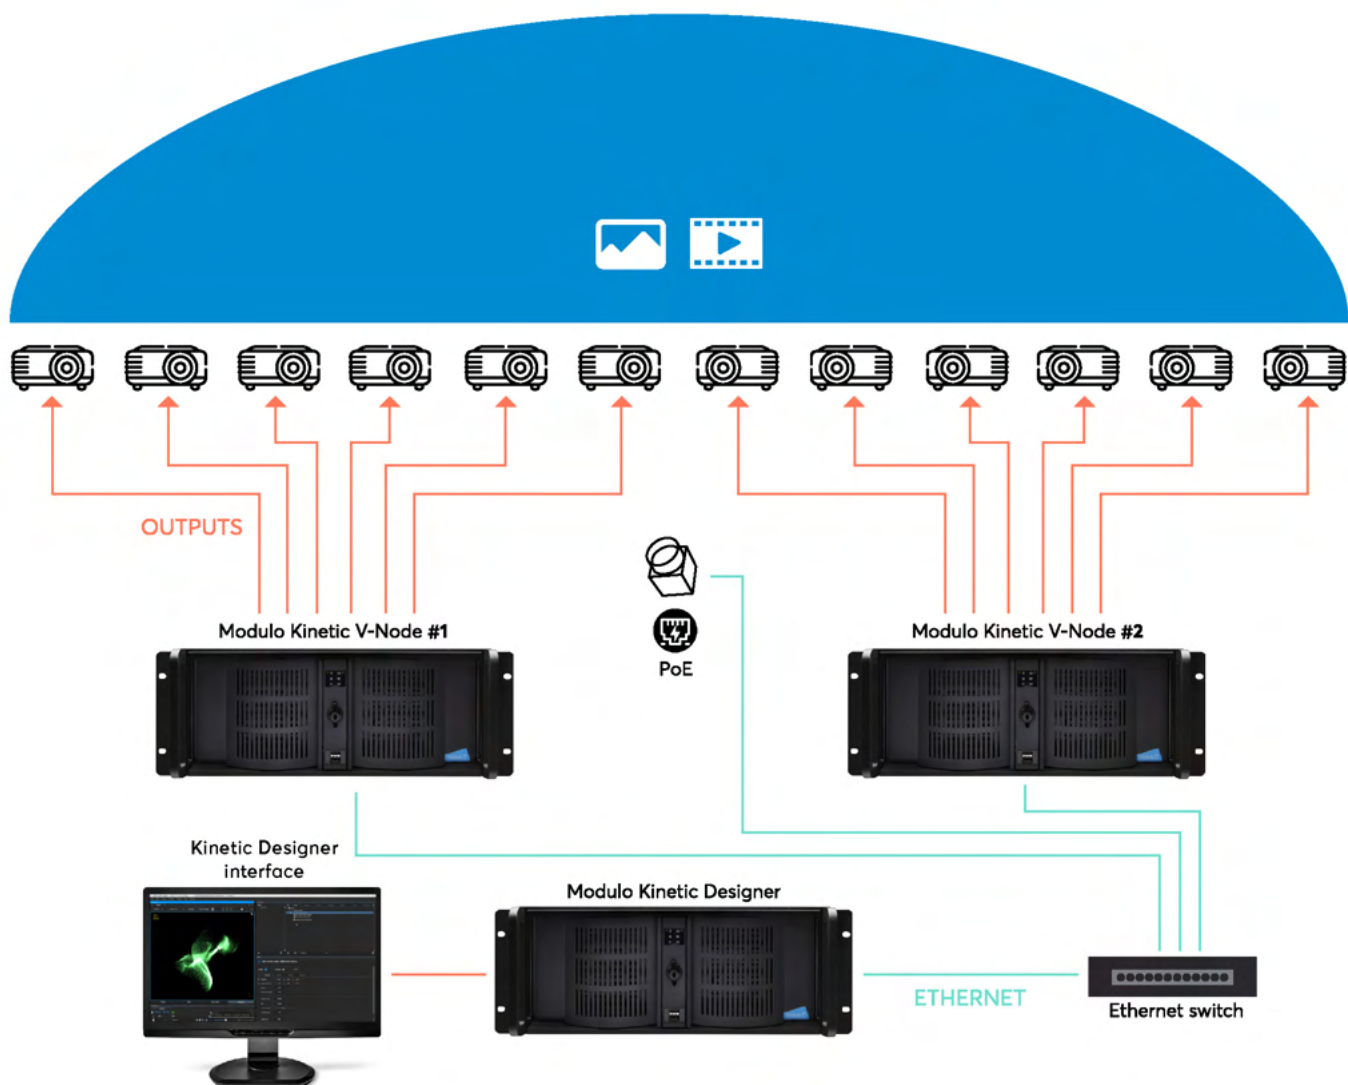 OUTPUTS
Modulo Kinetic V-Node #1
PoE
Modulo Kinetic V-Node #2
Kinetic Designer
interface
Modulo Kinetic Designer
ETHERNET
Ethernet switch